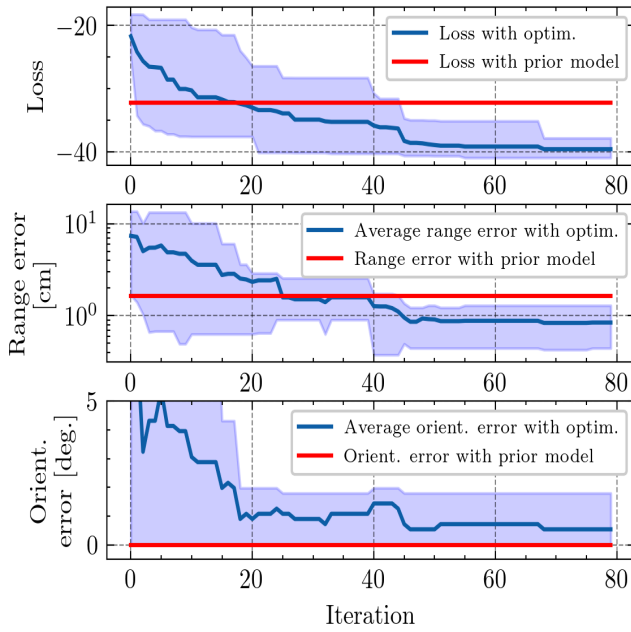 −20
−40
Loss
Loss with optim.
Loss with prior model
0
20
40
60
80
10¹
10⁰
Range error
[cm]
Average range error with optim.
Range error with prior model
0
20
40
60
80
5
0
Orient.
error [deg.]
Average orient. error with optim.
Orient. error with prior model
0
20
40
60
80
Iteration